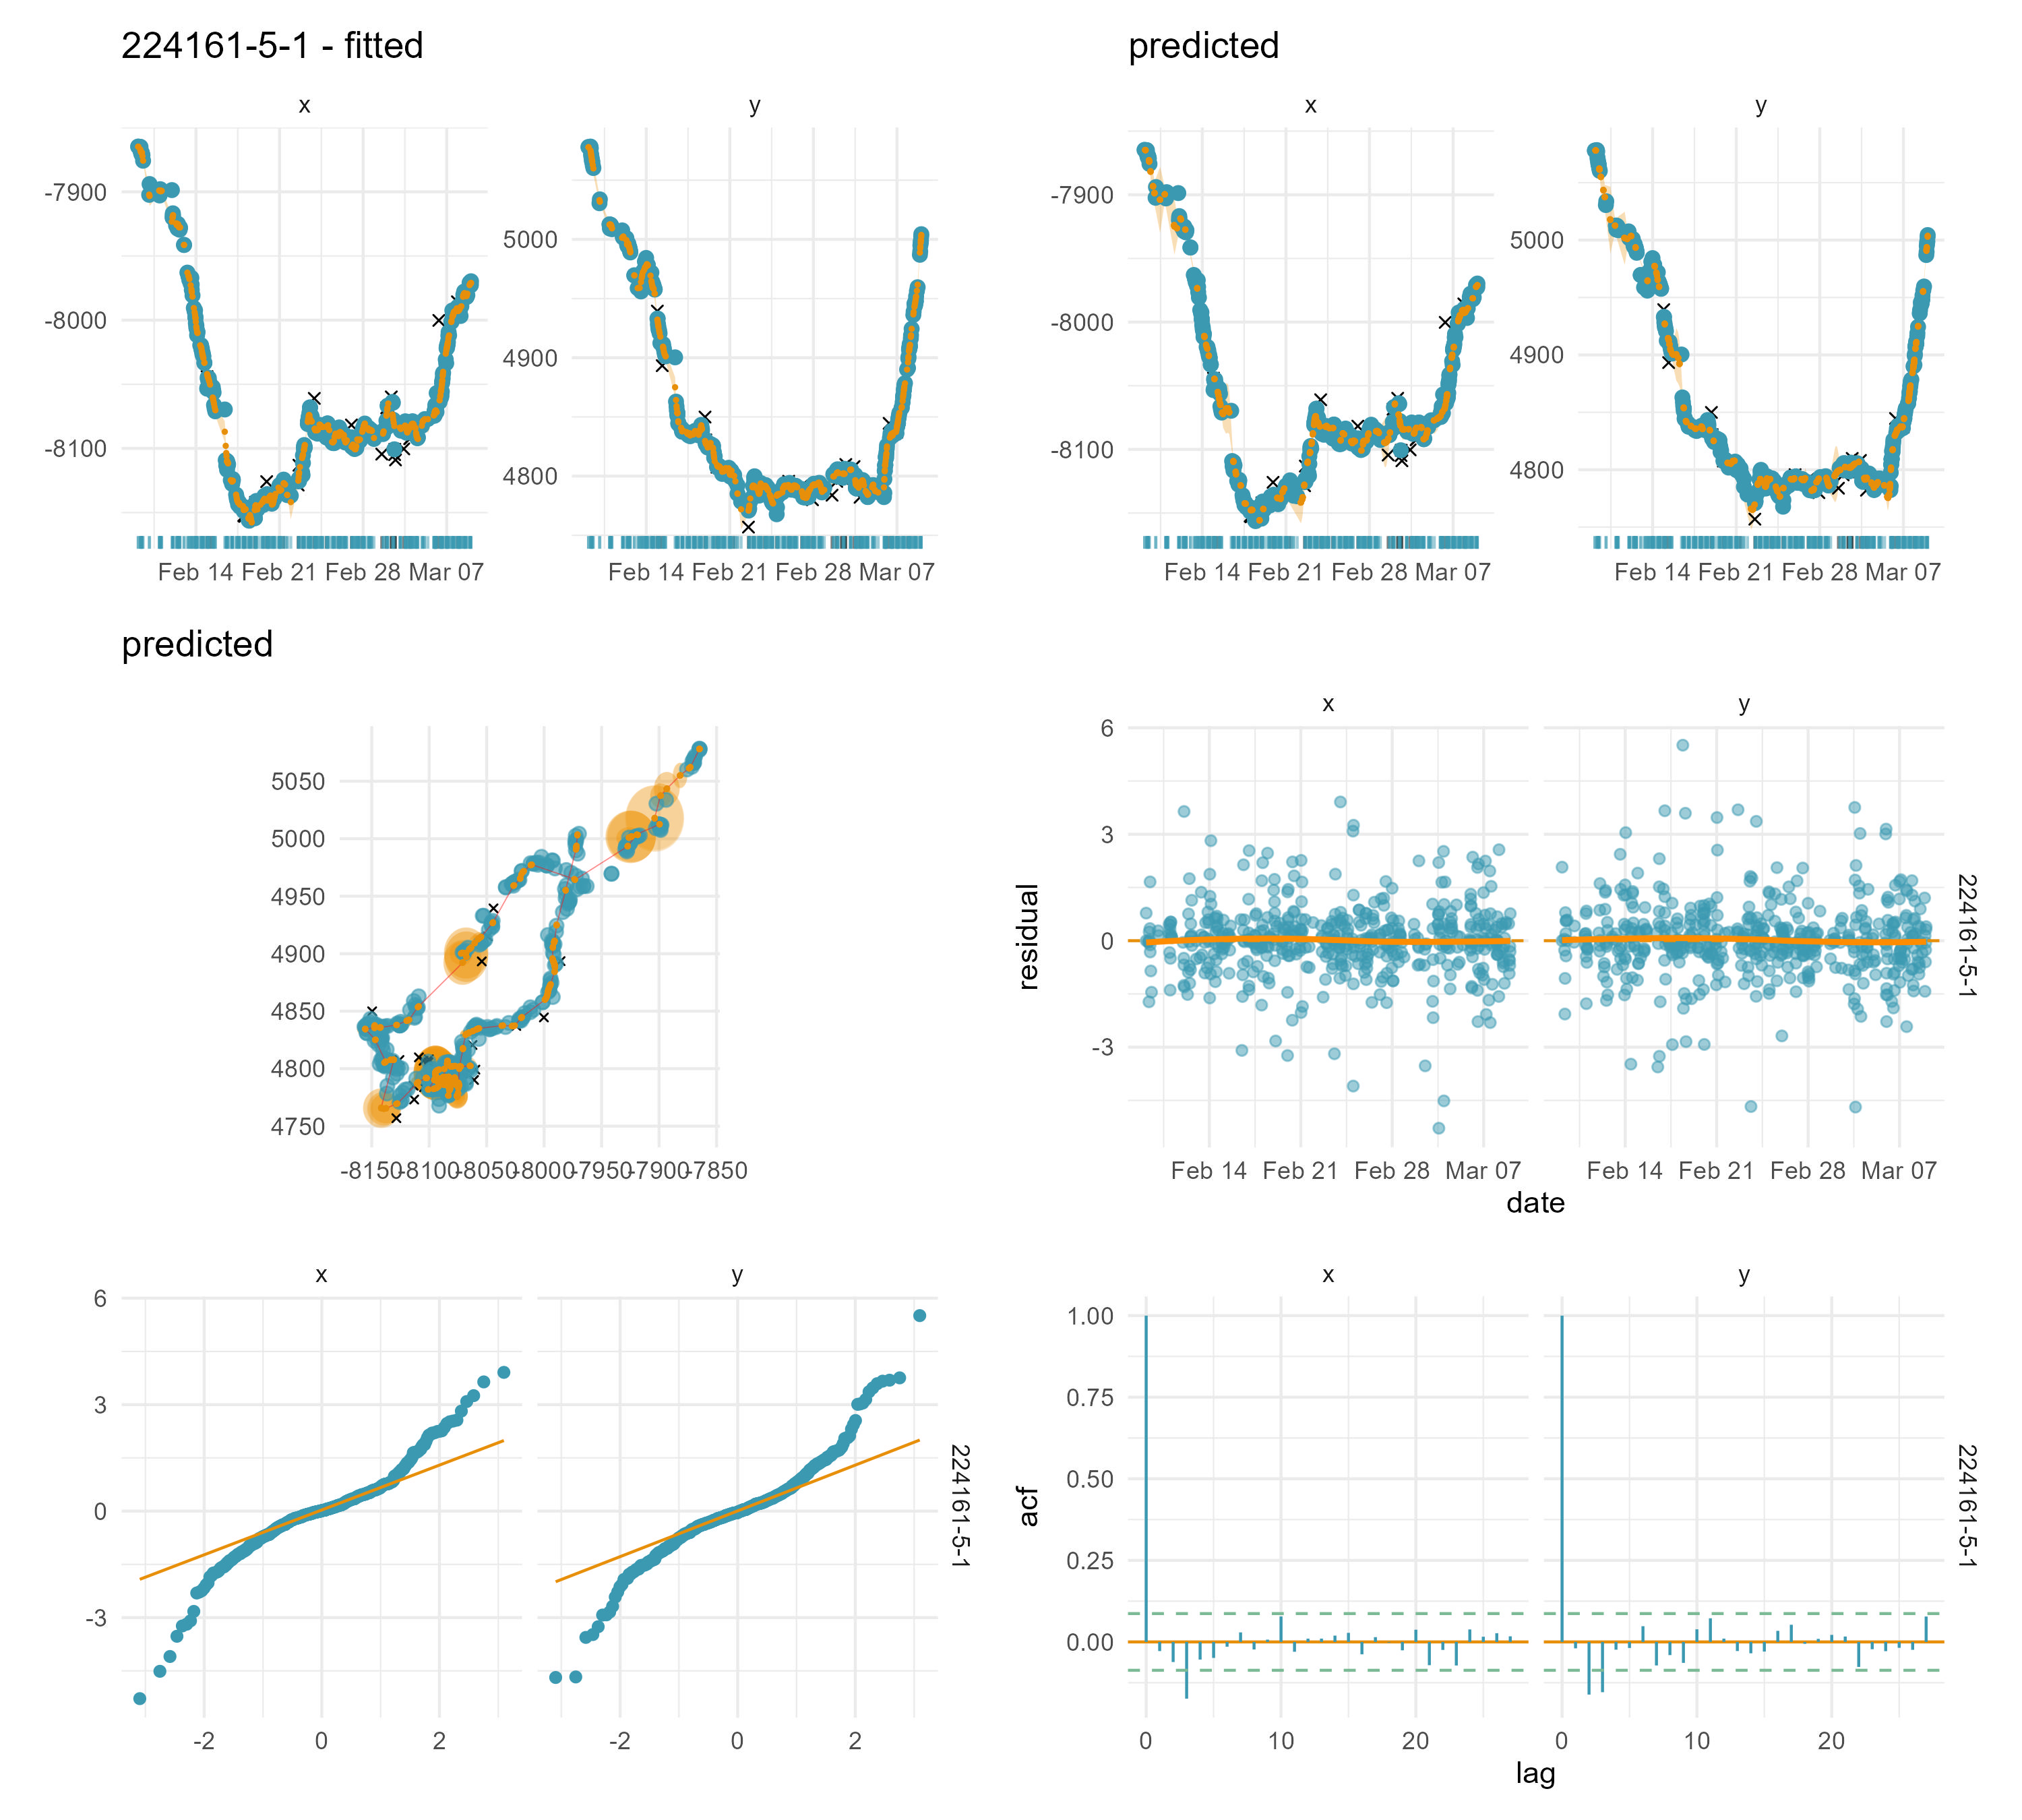 224161-5-1 - fitted
x
y
-7900
-8000
-8100
5000
4900
4800
Feb 14 Feb 21 Feb 28 Mar 07
Feb 14 Feb 21 Feb 28 Mar 07
predicted
x
y
-7900
-8000
-8100
5000
4900
4800
Feb 14 Feb 21 Feb 28 Mar 07
Feb 14 Feb 21 Feb 28 Mar 07
predicted
5050
5000
4950
4900
4850
4800
4750
-8150 -8100 -8050 -8000 -7950 -7900 -7850
x
y
residual
6
3
0
-3
Feb 14 Feb 21 Feb 28 Mar 07
Feb 14 Feb 21 Feb 28 Mar 07
date
224161-5-1
x
y
6
3
0
-3
-2 0 2
-2 0 2
224161-5-1
x
y
acf
1.00
0.75
0.50
0.25
0.00
0 10 20
0 10 20
lag
224161-5-1